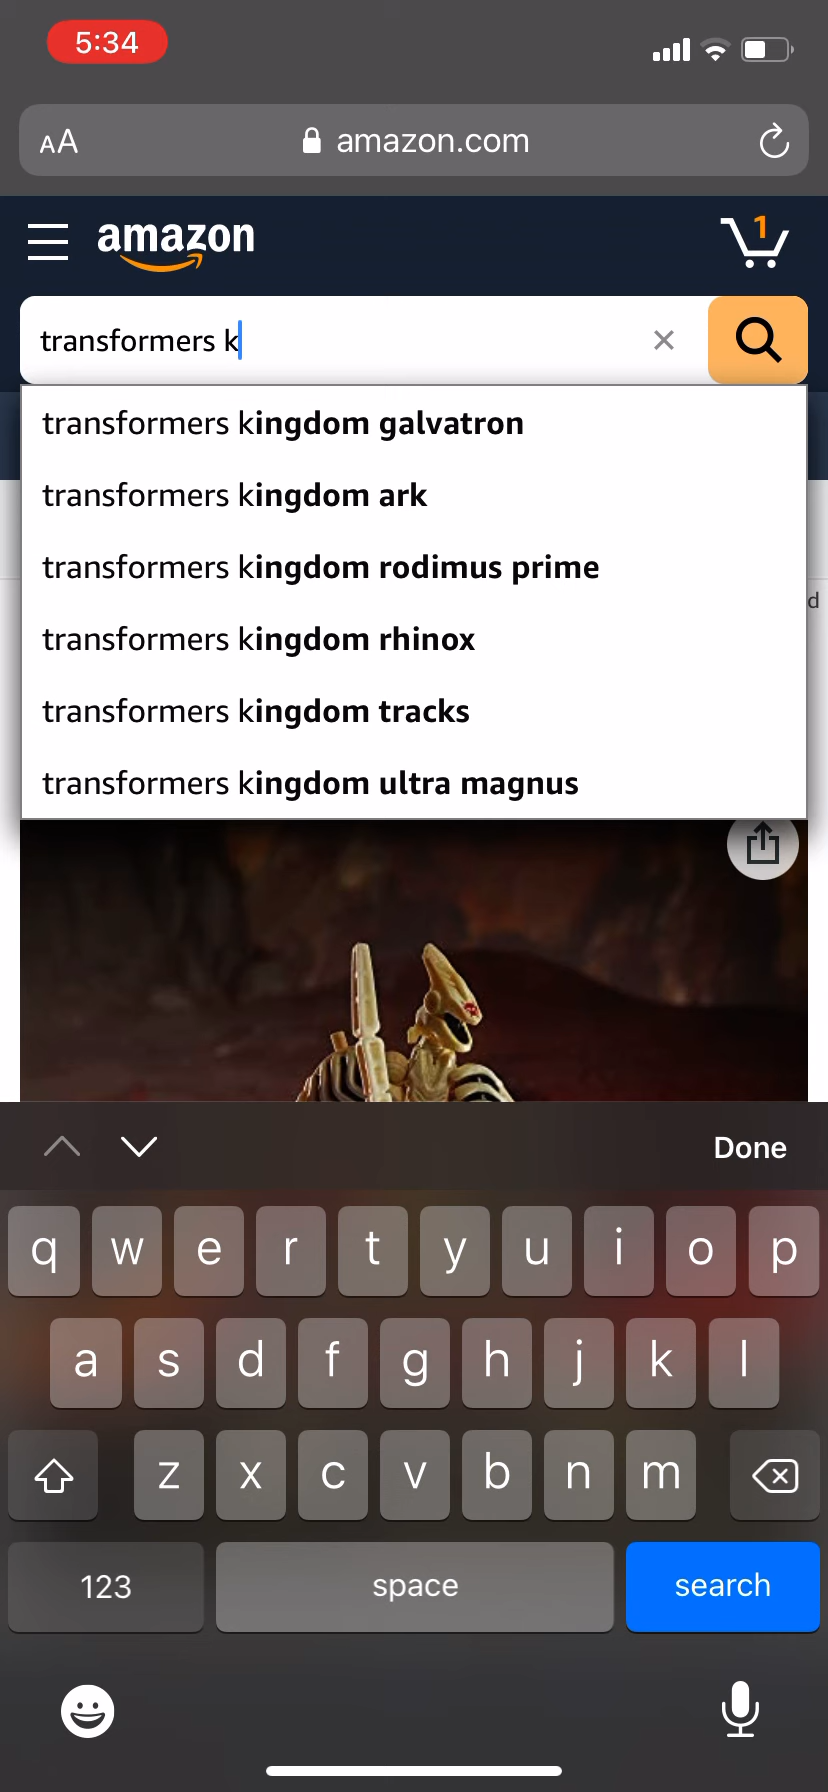 5:34
AA amazon.com
amazon 1
transformers k
transformers kingdom galvatron
transformers kingdom ark
transformers kingdom rodimus prime
d
transformers kingdom rhinox
transformers kingdom tracks
transformers kingdom ultra magnus
Done
q w e r t y u i o p
a s d f g h j k l
z x c v b n m
123 space search